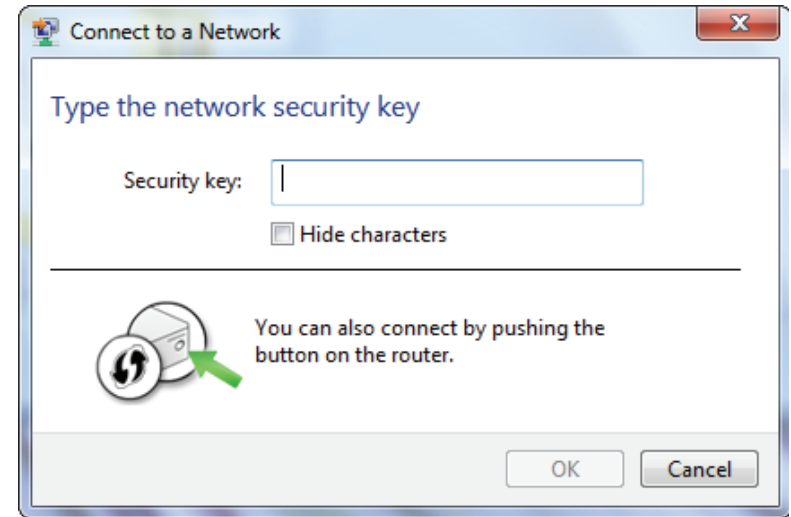 Connect to a Network
Type the network security key
Security key:
Hide characters
You can also connect by pushing the
button on the router.
OK
Cancel